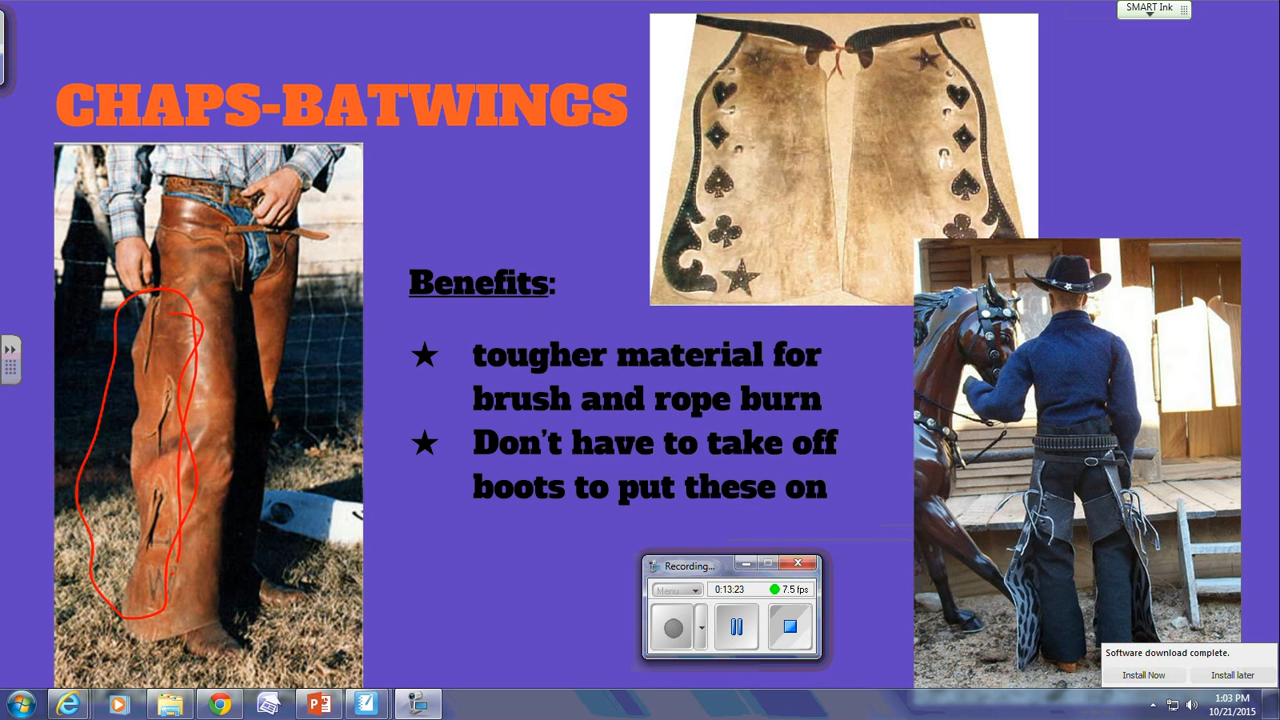 SMART Ink
CHAPS-BATWINGS
Benefits:
★ tougher material for
brush and rope burn
★ Don't have to take off
boots to put these on
Recording...
Menu
0:13:23
7.5 fps
Software download complete.
Install Now
Install later
1:03 PM
10/21/2015